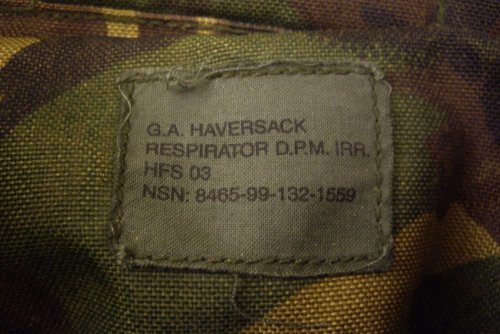 G.A. HAVERSACK
RESPIRATOR D.P.M. IRR.
HFS 03
NSN: 8465-99-132-1559